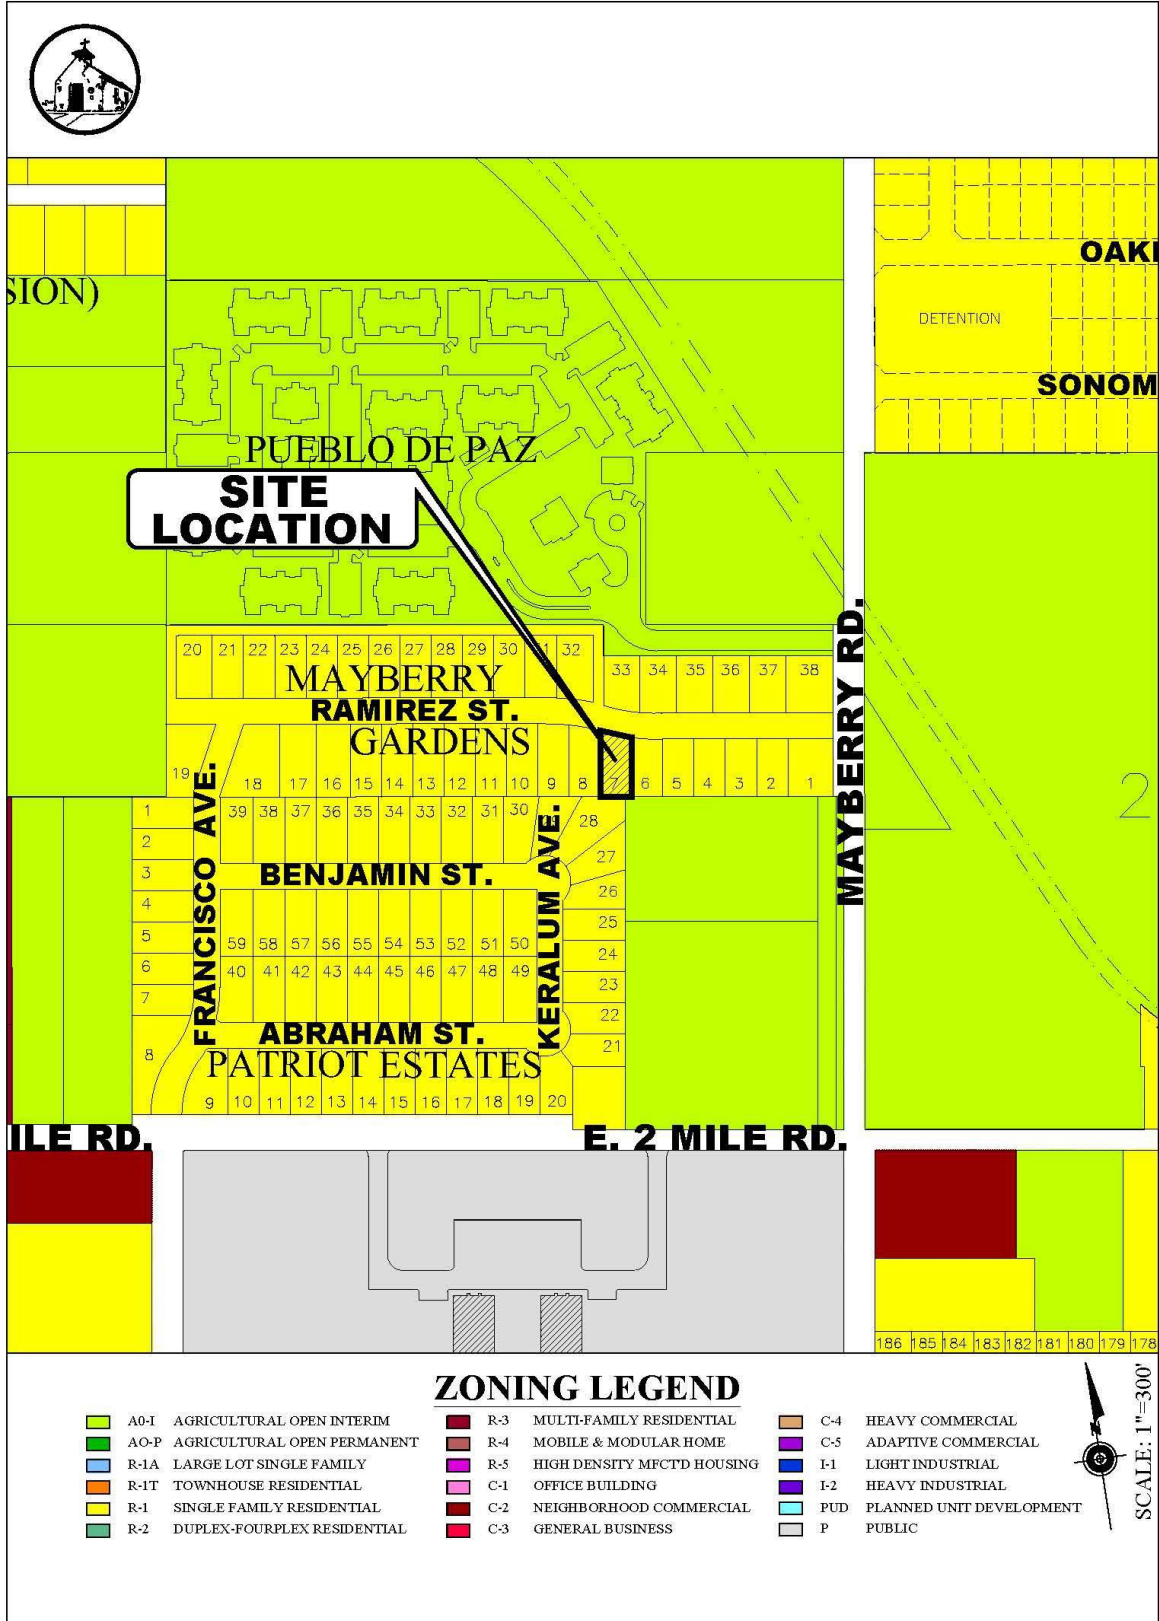 OAK
SION)
DETENTION
SONOM
PUEBLO DE PAZ
SITE
LOCATION
20 21 22 23 24 25 26 27 28 29 30 32
33 34 35 36 37 38
MAYBERRY
RAMIREZ ST.
GARDENS
MAYBERRY RD.
19 18 17 16 15 14 13 12 11 10 9 8 7 6 5 4 3 2 1
2
FRANCISCO AVE.
KERALUM AVE.
1
2
3
4
5
6
7
8
39 38 37 36 35 34 33 32 31 30
28
27
26
25
24
23
22
21
BENJAMIN ST.
59 58 57 56 55 54 53 52 51 50
40 41 42 43 44 45 46 47 48 49
ABRAHAM ST.
PATRIOT ESTATES
9 10 11 12 13 14 15 16 17 18 19 20
ILE RD.
E. 2 MILE RD.
186 185 184 183 182 181 180 179 178
ZONING LEGEND
A0-I AGRICULTURAL OPEN INTERIM
AO-P AGRICULTURAL OPEN PERMANENT
R-1A LARGE LOT SINGLE FAMILY
R-1T TOWNHOUSE RESIDENTIAL
R-1 SINGLE FAMILY RESIDENTIAL
R-2 DUPLEX-FOURPLEX RESIDENTIAL
R-3 MULTI-FAMILY RESIDENTIAL
R-4 MOBILE & MODULAR HOME
R-5 HIGH DENSITY MFCT'D HOUSING
C-1 OFFICE BUILDING
C-2 NEIGHBORHOOD COMMERCIAL
C-3 GENERAL BUSINESS
C-4 HEAVY COMMERCIAL
C-5 ADAPTIVE COMMERCIAL
I-1 LIGHT INDUSTRIAL
I-2 HEAVY INDUSTRIAL
PUD PLANNED UNIT DEVELOPMENT
P PUBLIC
SCALE: 1"=300'